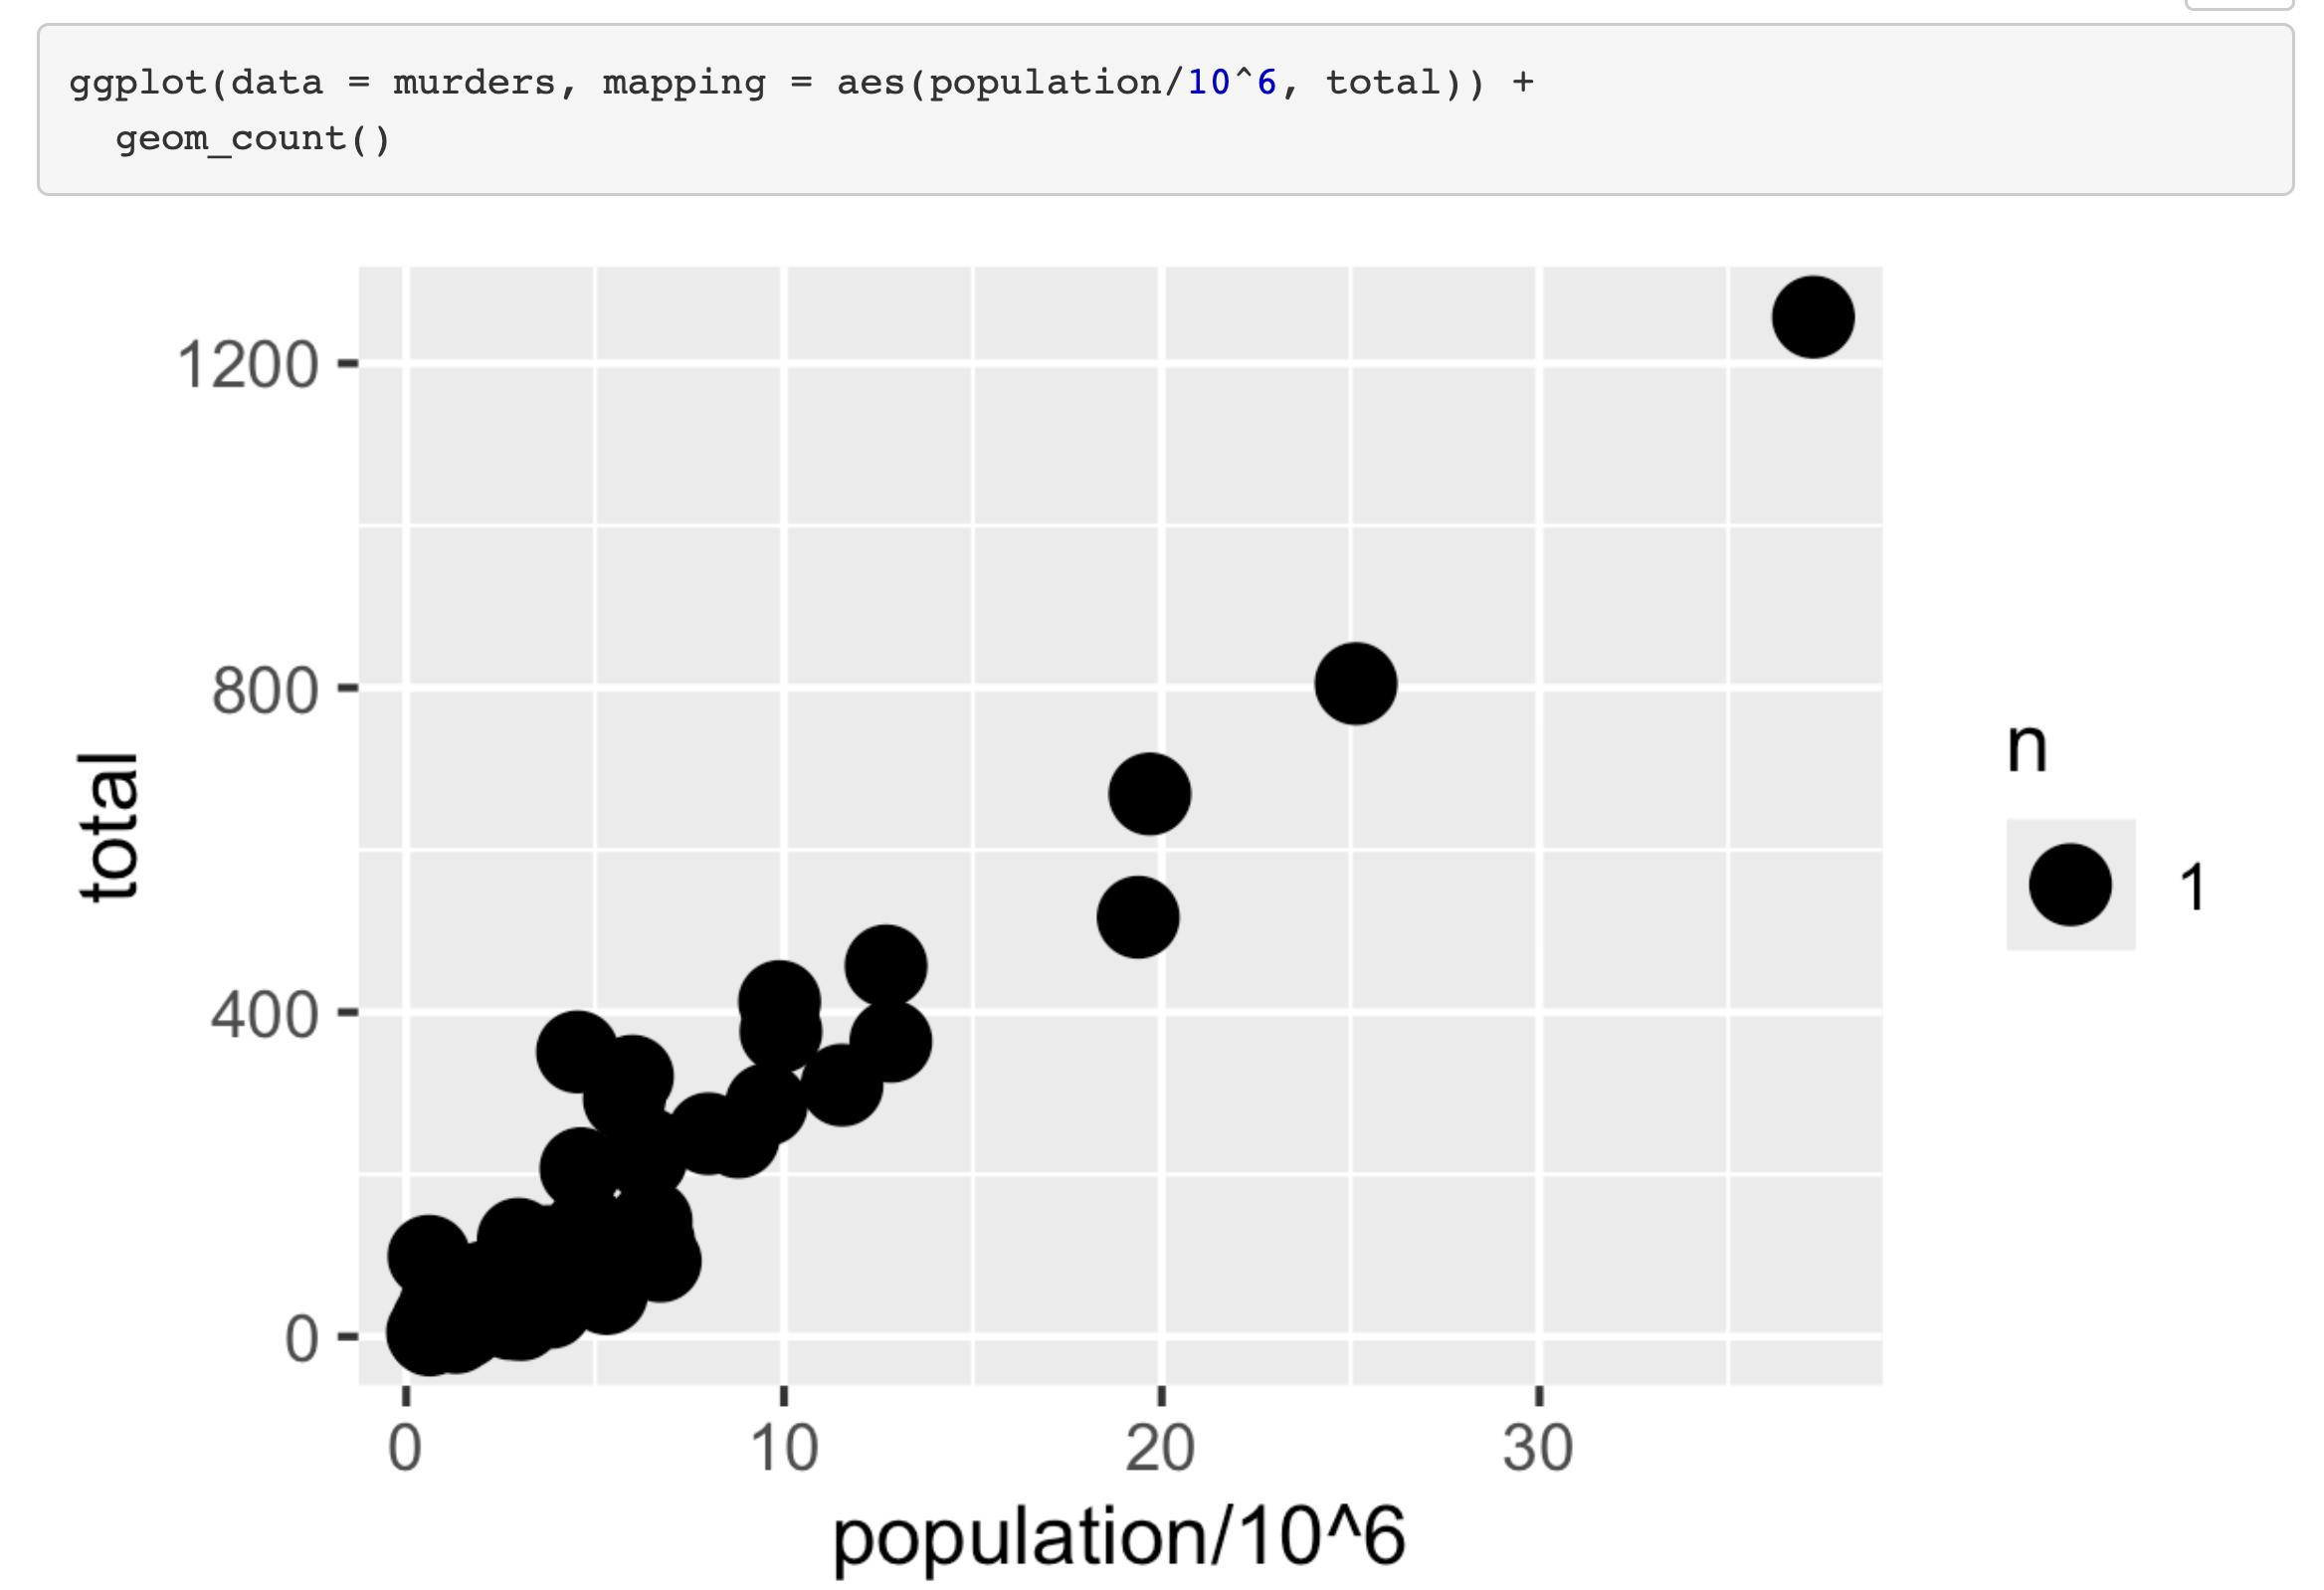 ggplot(data = murders, mapping = aes(population/10^6, total)) +
  geom_count()
1200
800
400
0
total
0 10 20 30
population/10^6
n
1